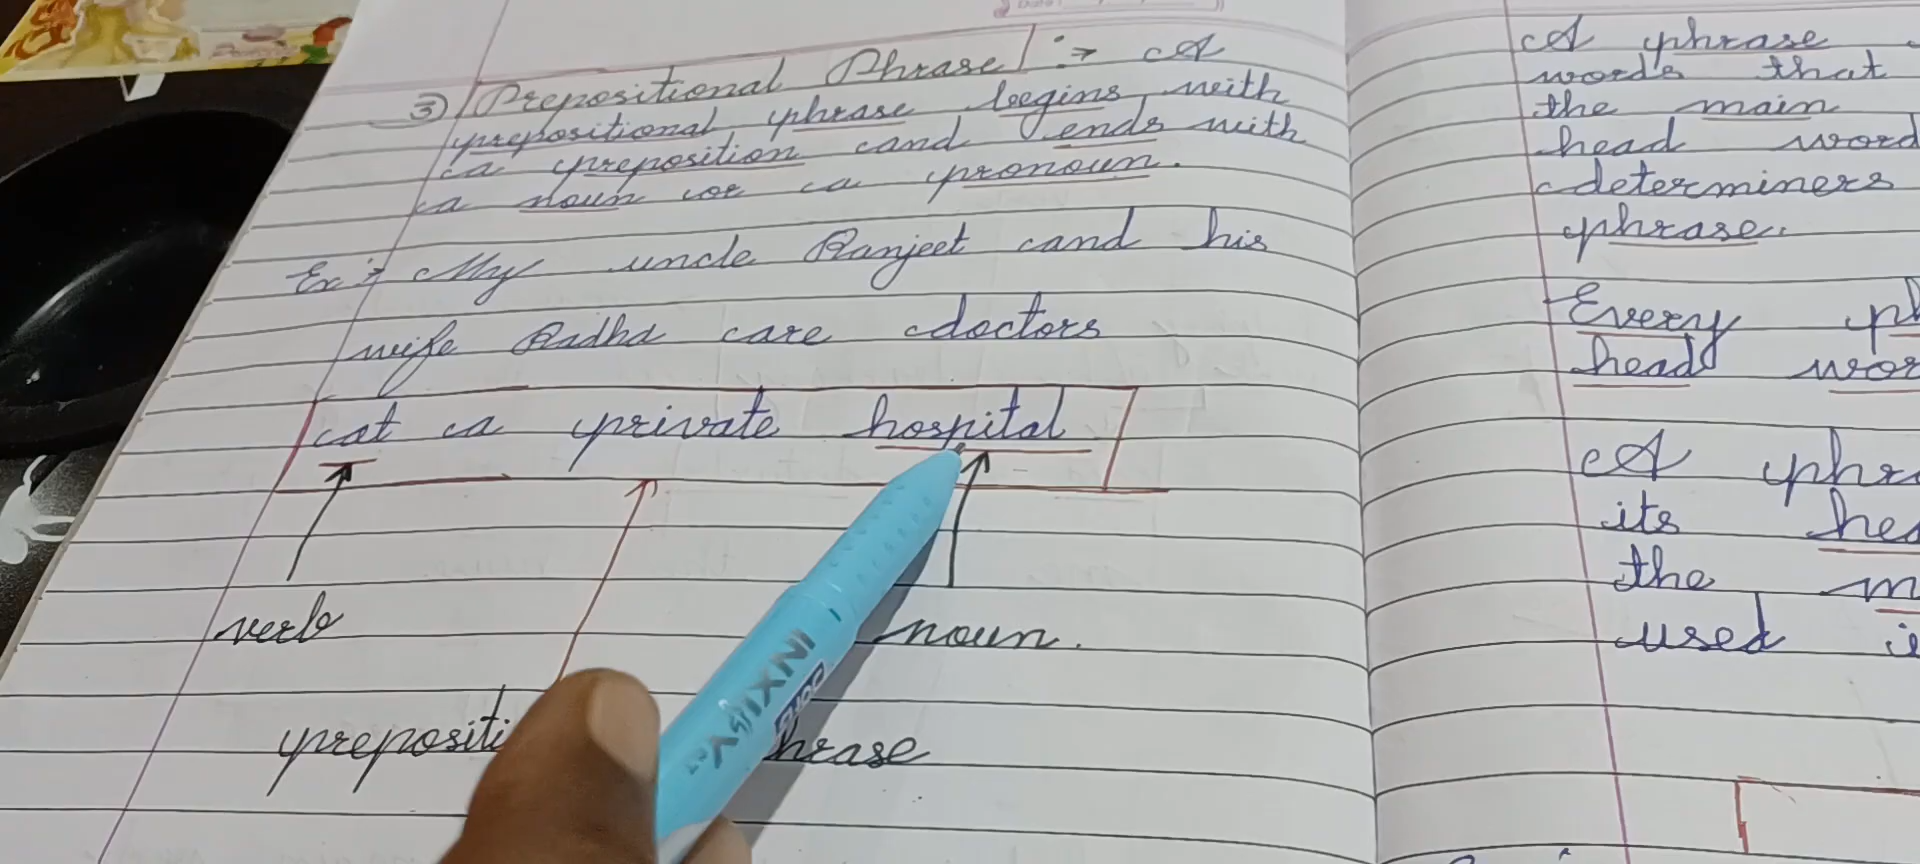 3) Prepositional Phrase :→ A
prepositional phrase begins with
a preposition and ends with
a noun or a pronoun.
Ex:→ My uncle Ranjeet and his
wife Radha are doctors
at a private hospital
verb
noun.
A phrase
words that
the main
head word
determiners
phrase.
Every
head
A
its
the
used